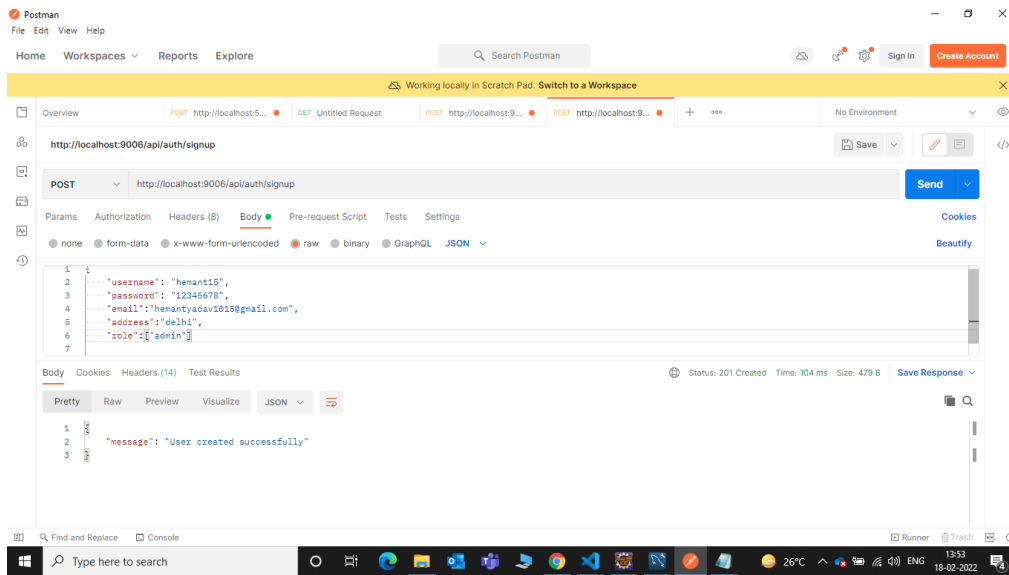 Postman
File Edit View Help
Home Workspaces Reports Explore Search Postman Sign In Create Account
Working locally in Scratch Pad. Switch to a Workspace
Overview POST http://localhost:5... GET Untitled Request POST http://localhost:9... POST http://localhost:9... No Environment
http://localhost:9006/api/auth/signup Save
POST http://localhost:9006/api/auth/signup Send
Params Authorization Headers (8) Body Pre-request Script Tests Settings Cookies
none form-data x-www-form-urlencoded raw binary GraphQL JSON Beautify
1 {
2 "username": "hemant15",
3 "password": "12345678",
4 "email":"hemantyadav1015@gmail.com",
5 "address":"delhi",
6 "role":["admin"]
7
Body Cookies Headers (14) Test Results Status: 201 Created Time: 104 ms Size: 479 B Save Response
Pretty Raw Preview Visualize JSON
1 {
2 "message": "User created successfully"
3 }
Find and Replace Console Runner Trash
Type here to search 26°C ENG 13:53
18-02-2022 4